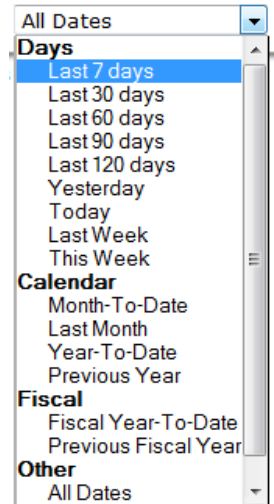 All Dates
Days
Last 7 days
Last 30 days
Last 60 days
Last 90 days
Last 120 days
Yesterday
Today
Last Week
This Week
Calendar
Month-To-Date
Last Month
Year-To-Date
Previous Year
Fiscal
Fiscal Year-To-Date
Previous Fiscal Year
Other
All Dates